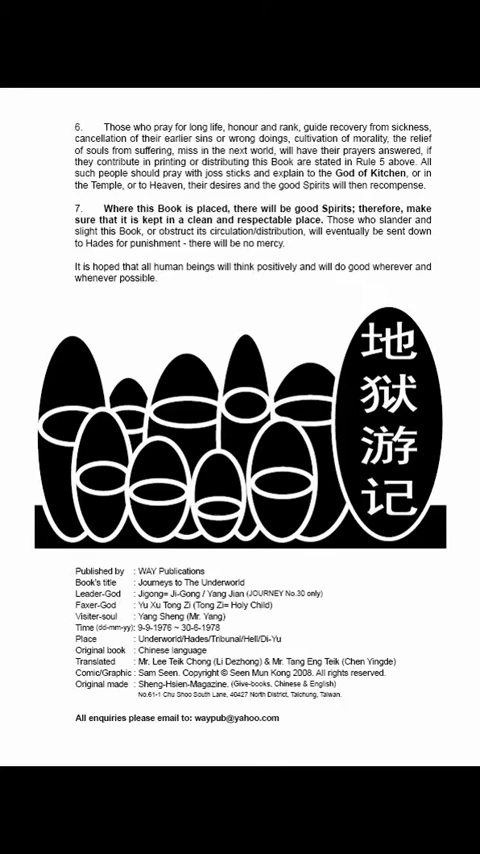 6. Those who pray for long life, honour and rank, guide recovery from sickness,
cancellation of their earlier sins or wrong doings, cultivation of morality, the relief
of souls from suffering, miss in the next world, will have their prayers answered, if
they contribute in printing or distributing this Book are stated in Rule 5 above. All
such people should pray with joss sticks and explain to the God of Kitchen, or in
the Temple, or to Heaven, their desires and the good Spirits will then recompense.
7. Where this Book is placed, there will be good Spirits; therefore, make
sure that it is kept in a clean and respectable place. Those who slander and
slight this Book, or obstruct its circulation/distribution, will eventually be sent down
to Hades for punishment - there will be no mercy.
It is hoped that all human beings will think positively and will do good wherever and
whenever possible.
地
狱
游
记
Published by : WAY Publications
Book's title : Journeys to The Underworld
Leader-God : Jigong= Ji-Gong / Yang Jian (JOURNEY No.30 only)
Faxer-God : Yu Xu Tong Zi (Tong Zi= Holy Child)
Visiter-soul : Yang Sheng (Mr. Yang)
Time (dd-mm-yy): 9-9-1976 ~ 30-6-1978
Place : Underworld/Hades/Tribunal/Hell/Di-Yu
Original book : Chinese language
Translated : Mr. Lee Teik Chong (Li Dezhong) & Mr. Tang Eng Teik (Chen Yingde)
Comic/Graphic : Sam Seen. Copyright © Seen Mun Kong 2008. All rights reserved.
Original made : Sheng-Hsien-Magazine. (Give-books, Chinese & English)
No.61-1 Chu Shoo South Lane, 40427 North District, Taichung, Taiwan.
All enquiries please email to: waypub@yahoo.com